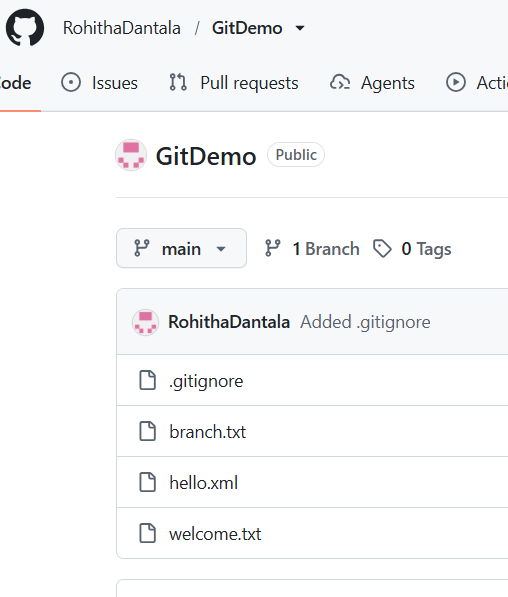 RohithaDantala / GitDemo
ode Issues Pull requests Agents Acti
GitDemo Public
main 1 Branch 0 Tags
RohithaDantala Added .gitignore
.gitignore
branch.txt
hello.xml
welcome.txt